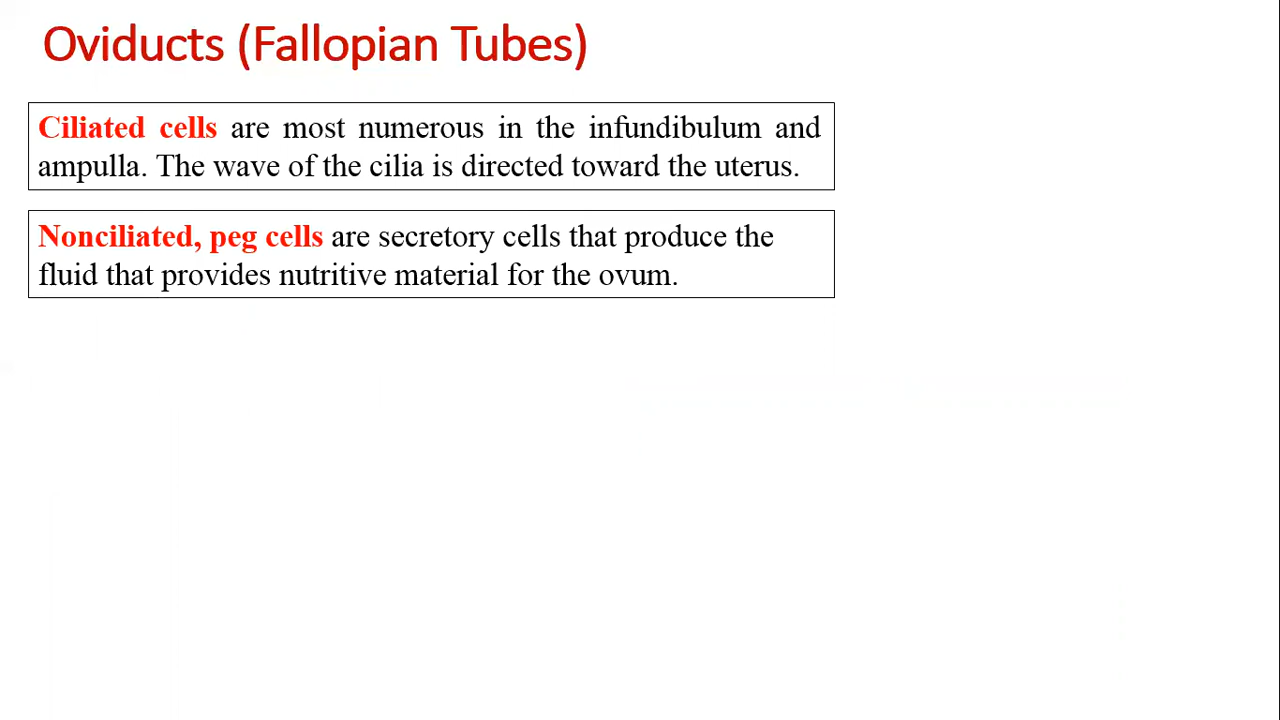 Oviducts (Fallopian Tubes)
Ciliated cells are most numerous in the infundibulum and
ampulla. The wave of the cilia is directed toward the uterus.
Nonciliated, peg cells are secretory cells that produce the
fluid that provides nutritive material for the ovum.